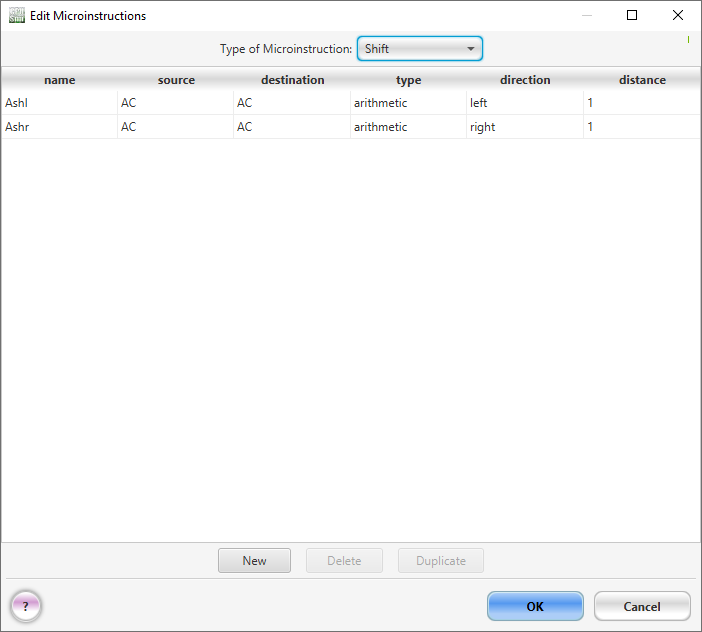 Edit Microinstructions
Type of Microinstruction: Shift
name source destination type direction distance
Ashl AC AC arithmetic left 1
Ashr AC AC arithmetic right 1
New Delete Duplicate
? OK Cancel